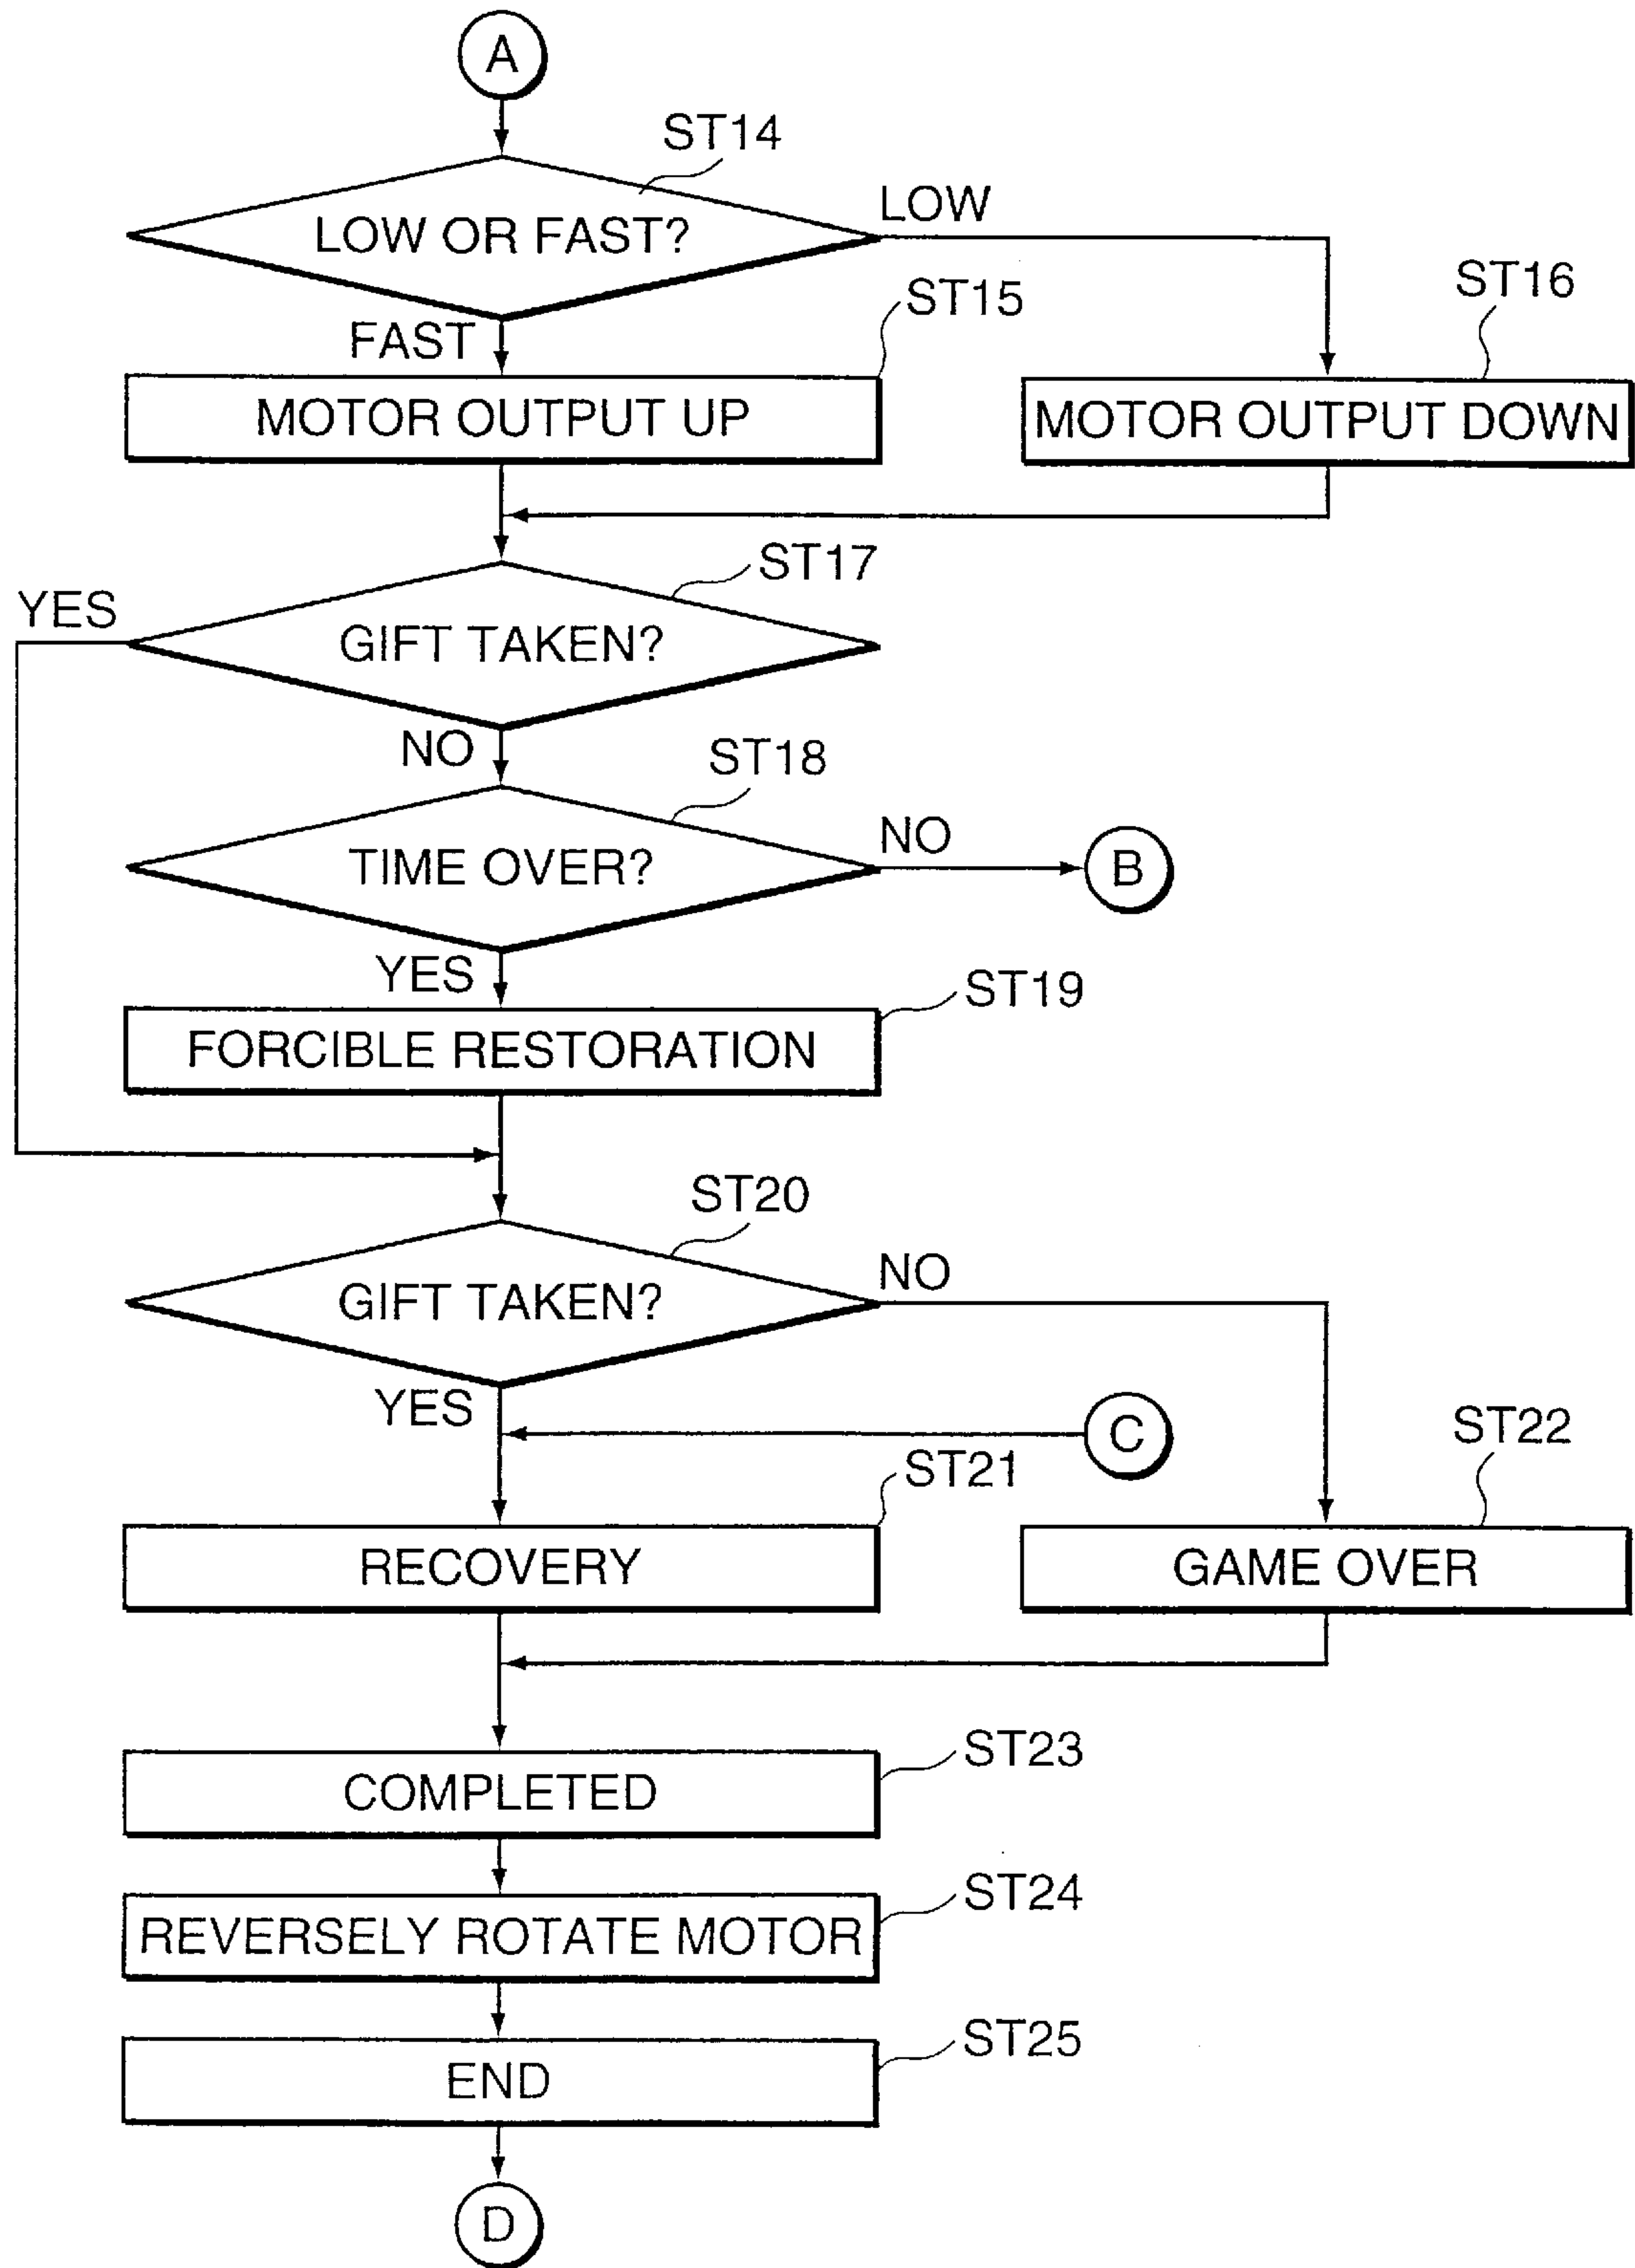 A
ST14
LOW OR FAST?
LOW
FAST
ST15
ST16
MOTOR OUTPUT UP
MOTOR OUTPUT DOWN
ST17
YES
GIFT TAKEN?
NO
ST18
TIME OVER?
NO
B
YES
ST19
FORCIBLE RESTORATION
ST20
GIFT TAKEN?
NO
YES
C
ST21
ST22
RECOVERY
GAME OVER
ST23
COMPLETED
ST24
REVERSELY ROTATE MOTOR
ST25
END
D